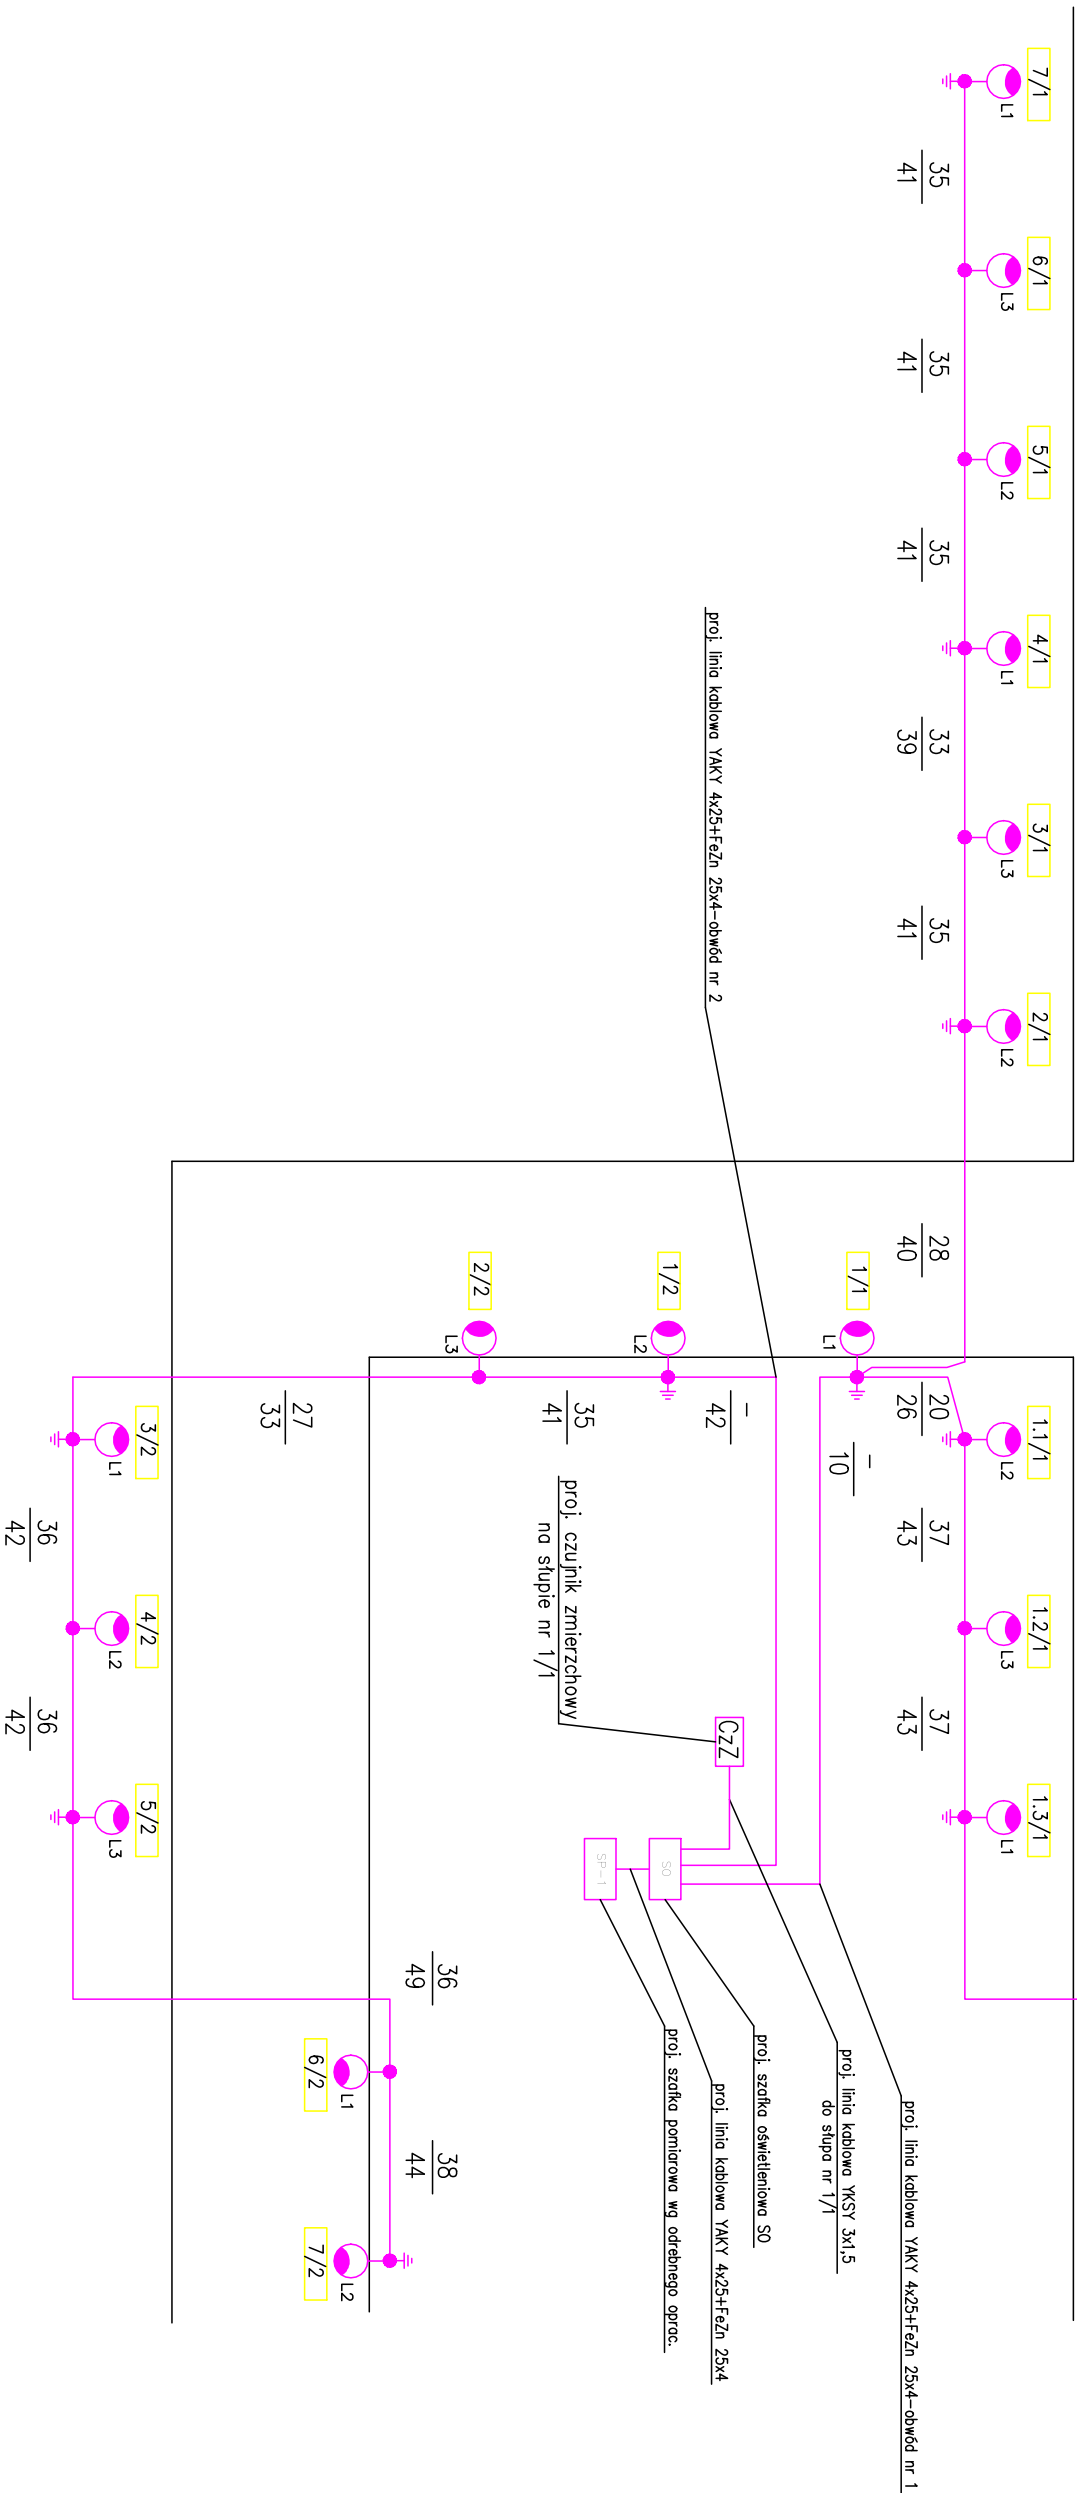 7/1
L1
35
41
6/1
L3
35
41
5/1
L2
35
41
4/1
L1
33
39
3/1
L3
35
41
2/1
L2
28
40
proj. linia kablowa YAKY 4x25+FeZn 25x4-obwód nr 2
1/1
L1
1/2
L2
2/2
L3
20
26
1.1/1
L2
37
43
1.2/1
L3
37
43
1.3/1
L1
–
10
–
42
35
41
27
33
proj. czujnik zmierzchowy
na słupie nr 1/1
CzZ
SO
SP-1
3/2
L1
36
42
4/2
L2
36
42
5/2
L3
36
49
6/2
L1
38
44
7/2
L2
proj. linia kablowa YAKY 4x25+FeZn 25x4-obwód nr 1
proj. linia kablowa YKSY 3x1,5
do słupa nr 1/1
proj. szafka oświetleniowa SO
proj. linia kablowa YAKY 4x25+FeZn 25x4
proj. szafka pomiarowa wg odrebnego oprac.